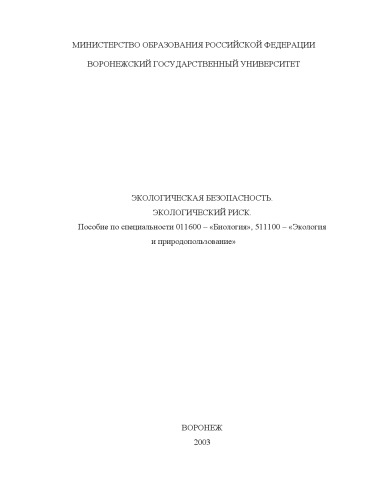 МИНИСТЕРСТВО ОБРАЗОВАНИЯ РОССИЙСКОЙ ФЕДЕРАЦИИ
ВОРОНЕЖСКИЙ ГОСУДАРСТВЕННЫЙ УНИВЕРСИТЕТ
ЭКОЛОГИЧЕСКАЯ БЕЗОПАСНОСТЬ.
ЭКОЛОГИЧЕСКИЙ РИСК.
Пособие по специальности 011600 – «Биология», 511100 – «Экология
и природопользование»
ВОРОНЕЖ
2003